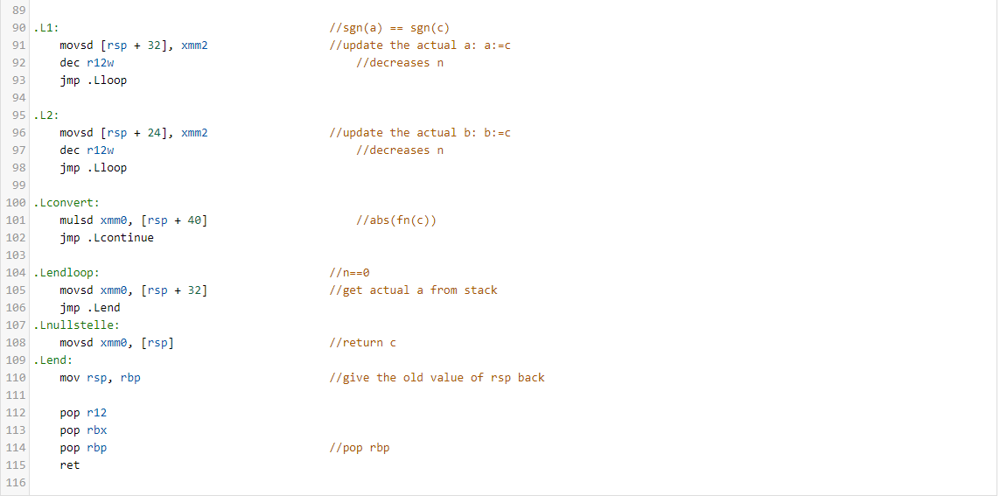 89
90 .L1: //sgn(a) == sgn(c)
91 movsd [rsp + 32], xmm2 //update the actual a: a:=c
92 dec r12w //decreases n
93 jmp .Lloop
94
95 .L2:
96 movsd [rsp + 24], xmm2 //update the actual b: b:=c
97 dec r12w //decreases n
98 jmp .Lloop
99
100 .Lconvert:
101 mulsd xmm0, [rsp + 40] //abs(fn(c))
102 jmp .Lcontinue
103
104 .Lendloop: //n==0
105 movsd xmm0, [rsp + 32] //get actual a from stack
106 jmp .Lend
107 .Lnullstelle:
108 movsd xmm0, [rsp] //return c
109 .Lend:
110 mov rsp, rbp //give the old value of rsp back
111
112 pop r12
113 pop rbx
114 pop rbp //pop rbp
115 ret
116